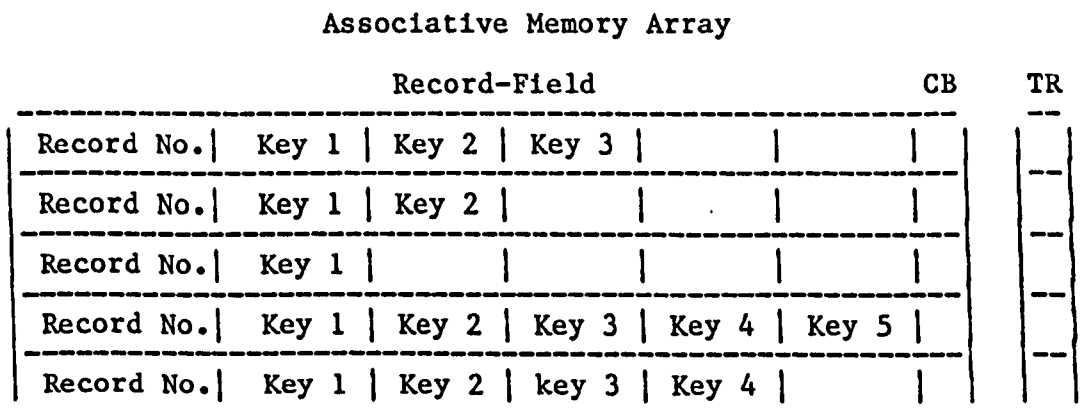 Associative Memory Array
Record-Field CB TR
Record No. Key 1 Key 2 Key 3
Record No. Key 1 Key 2
Record No. Key 1
Record No. Key 1 Key 2 Key 3 Key 4 Key 5
Record No. Key 1 Key 2 key 3 Key 4